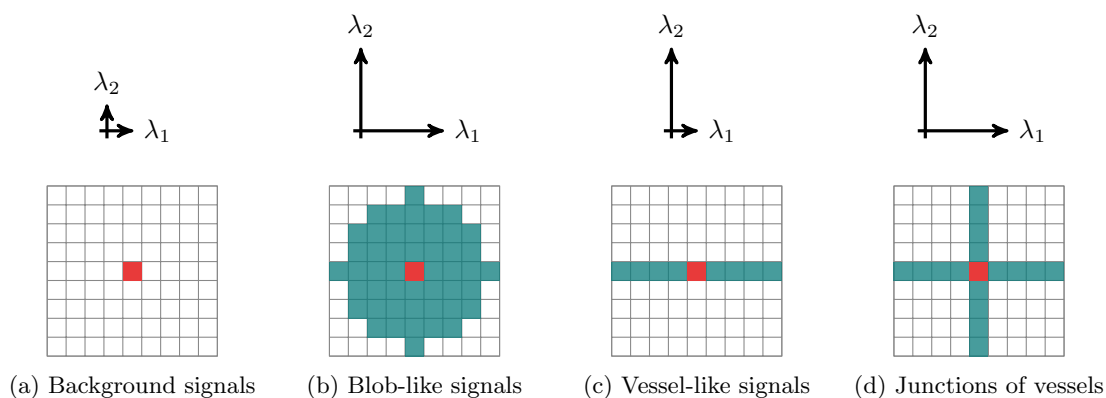 λ2
λ1
λ2
λ1
λ2
λ1
λ2
λ1
(a) Background signals
(b) Blob-like signals
(c) Vessel-like signals
(d) Junctions of vessels